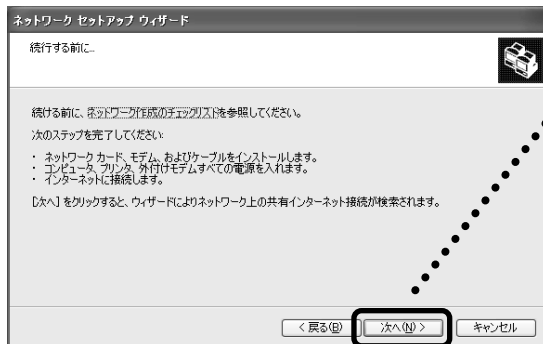 ネットワーク セットアップ ウィザード
続行する前に...
続ける前に、ネットワーク作成のチェックリストを参照してください。
次のステップを完了してください:
・ ネットワーク カード、モデム、およびケーブルをインストールします。
・ コンピュータ、プリンタ、外付けモデムすべての電源を入れます。
・ インターネットに接続します。
[次へ] をクリックすると、ウィザードによりネットワーク上の共有インターネット接続が検索されます。
< 戻る(B)
次へ(N) >
キャンセル